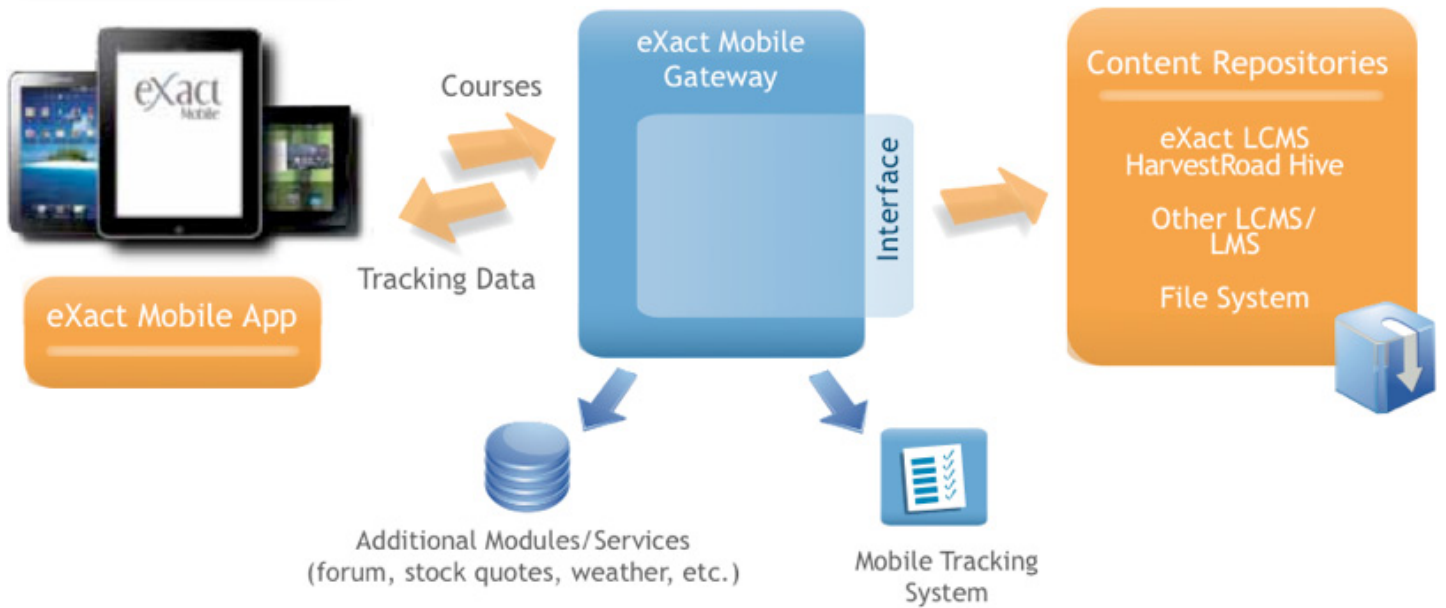 eXact
Mobile
eXact Mobile App
Courses
Tracking Data
eXact Mobile
Gateway
Interface
Content Repositories
eXact LCMS
HarvestRoad Hive
Other LCMS/
LMS
File System
Additional Modules/Services
(forum, stock quotes, weather, etc.)
Mobile Tracking
System